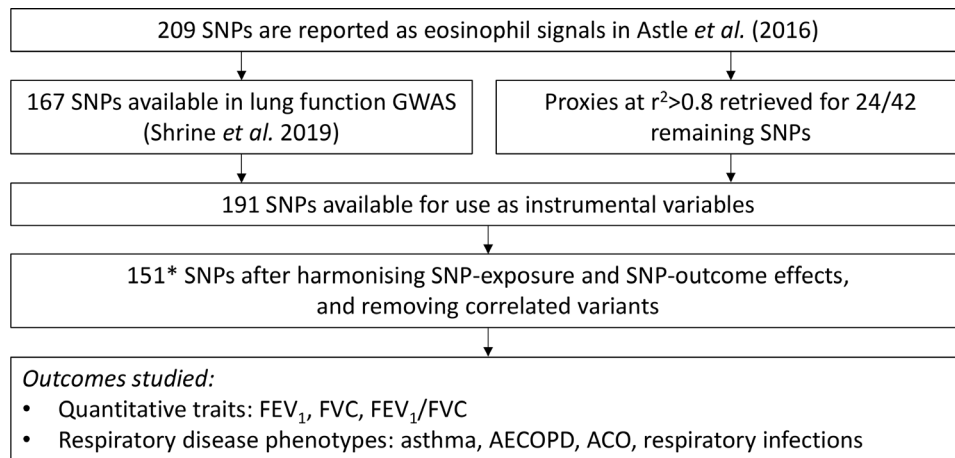 209 SNPs are reported as eosinophil signals in Astle et al. (2016)
167 SNPs available in lung function GWAS
(Shrine et al. 2019)
Proxies at r²>0.8 retrieved for 24/42
remaining SNPs
191 SNPs available for use as instrumental variables
151* SNPs after harmonising SNP-exposure and SNP-outcome effects,
and removing correlated variants
Outcomes studied:
• Quantitative traits: FEV₁, FVC, FEV₁/FVC
• Respiratory disease phenotypes: asthma, AECOPD, ACO, respiratory infections